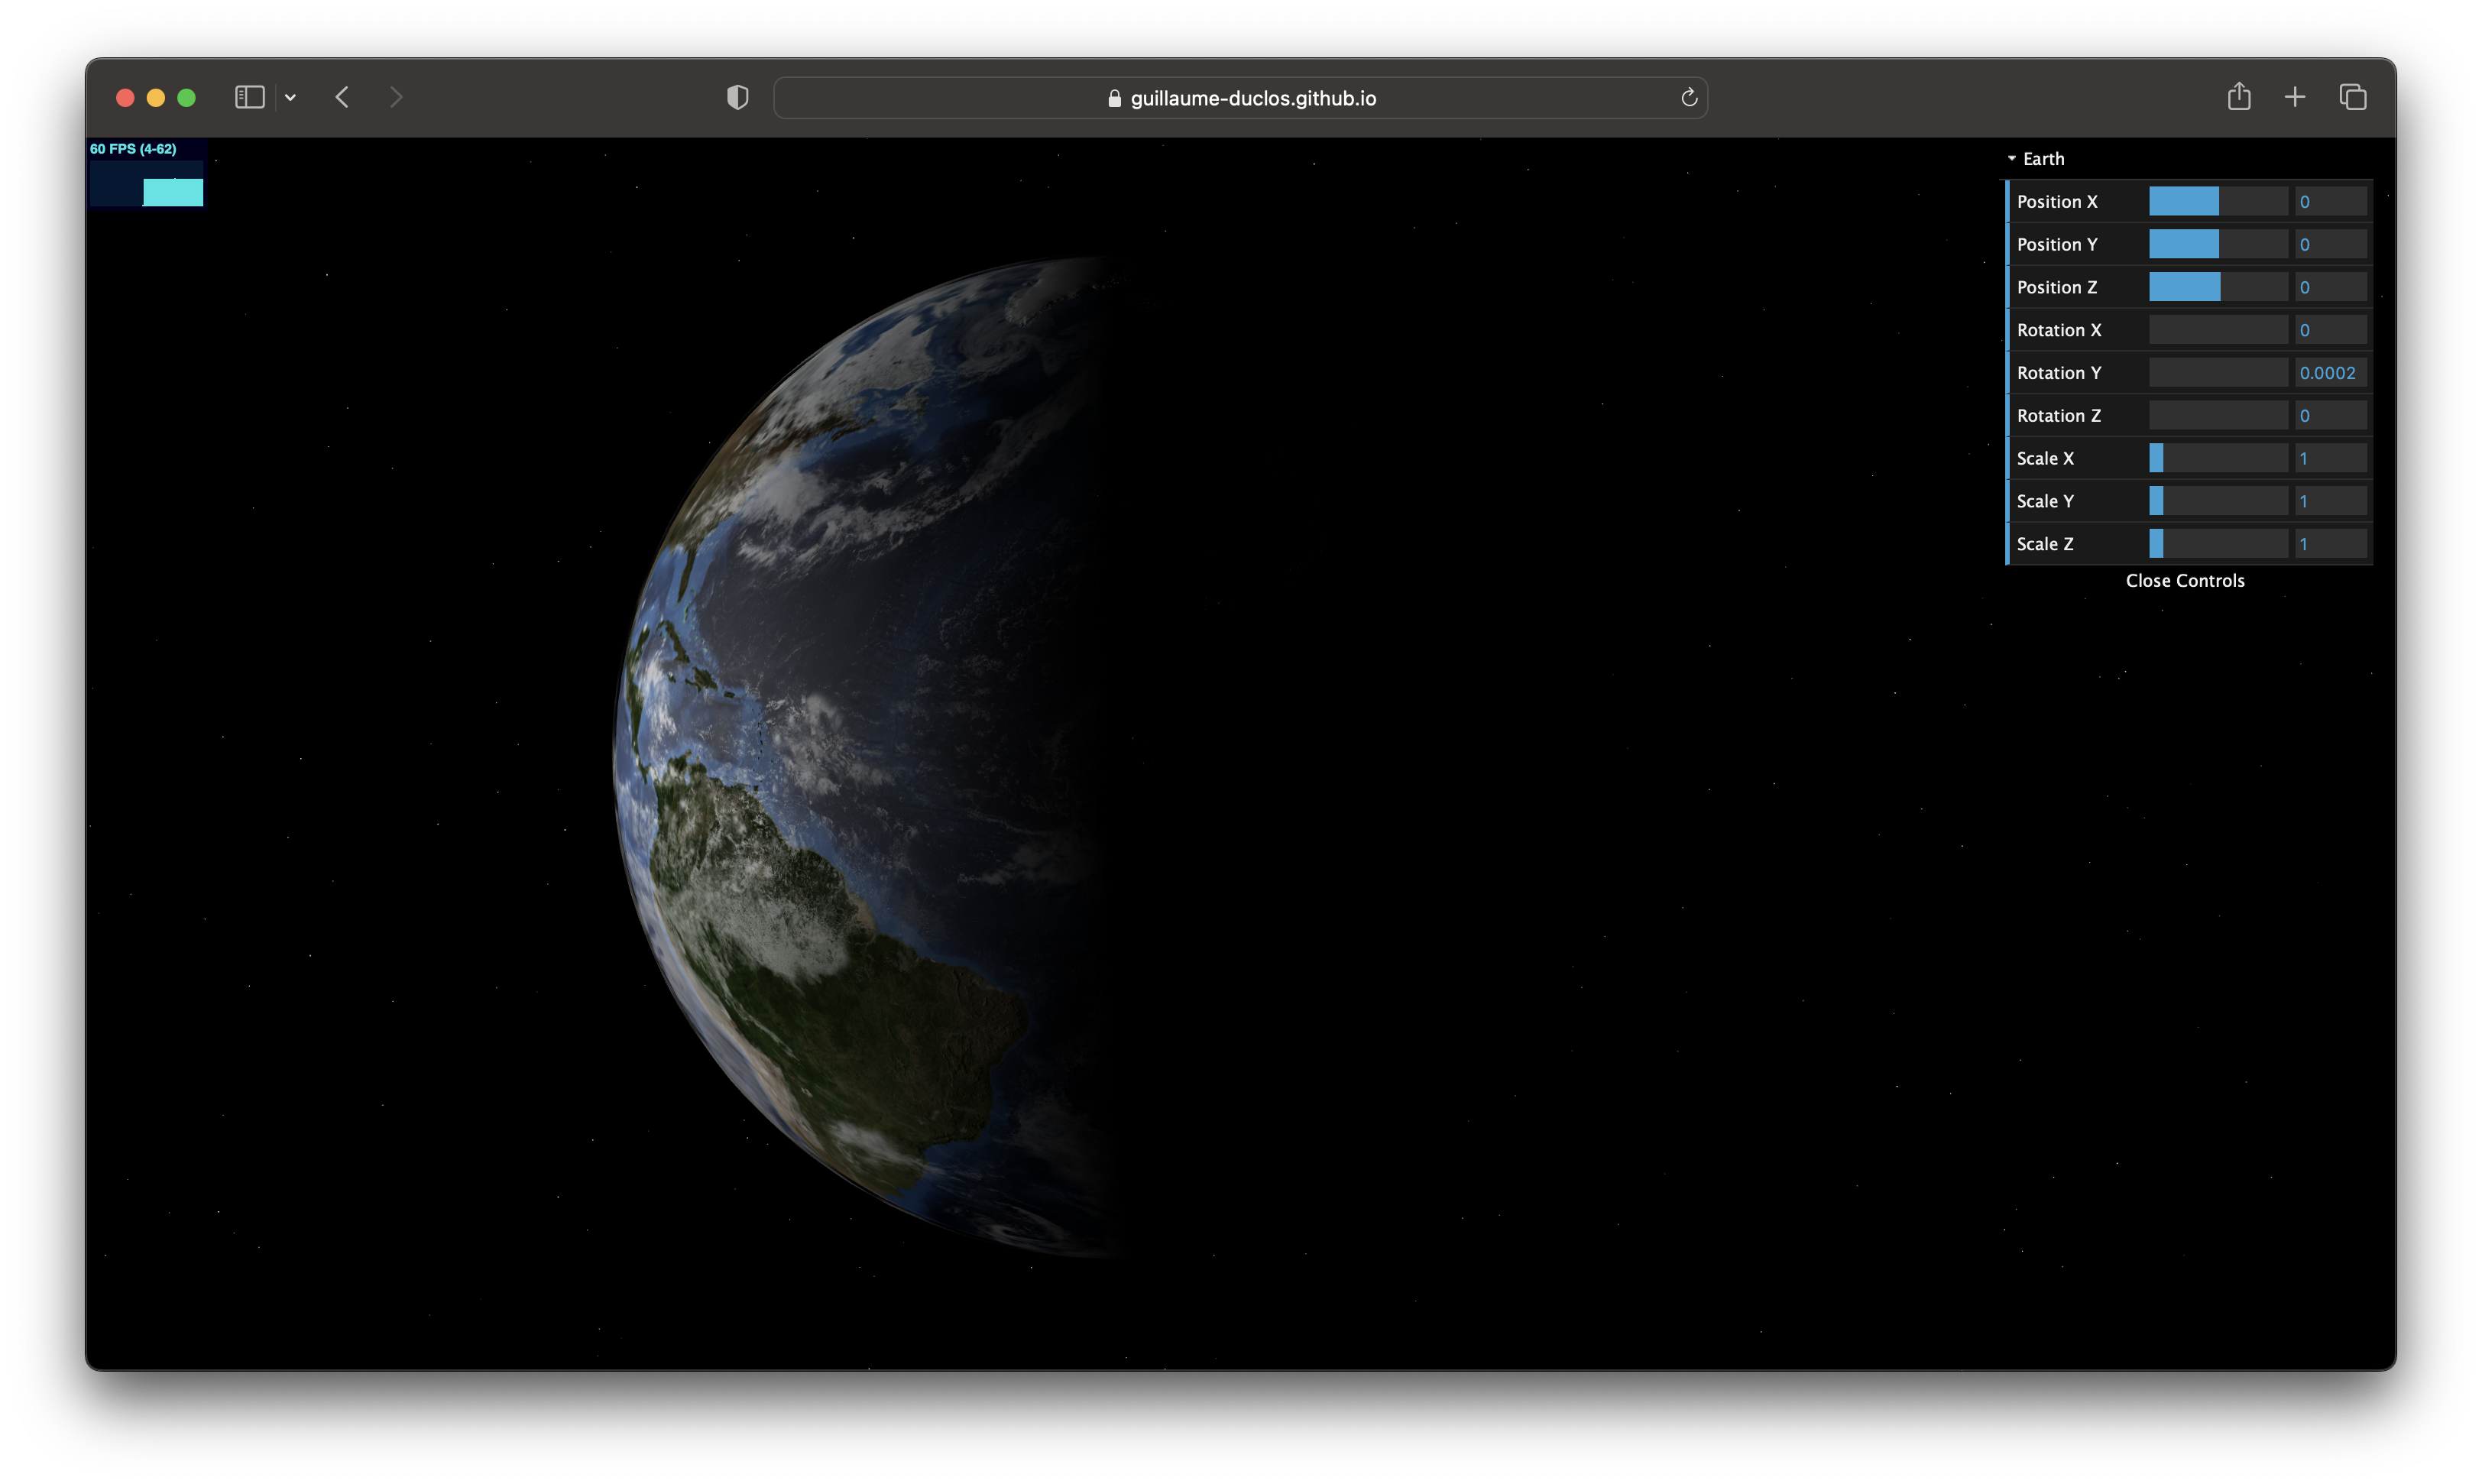 guillaume-duclos.github.io
60 FPS (4-62)
Earth
Position X 0
Position Y 0
Position Z 0
Rotation X 0
Rotation Y 0.0002
Rotation Z 0
Scale X 1
Scale Y 1
Scale Z 1
Close Controls